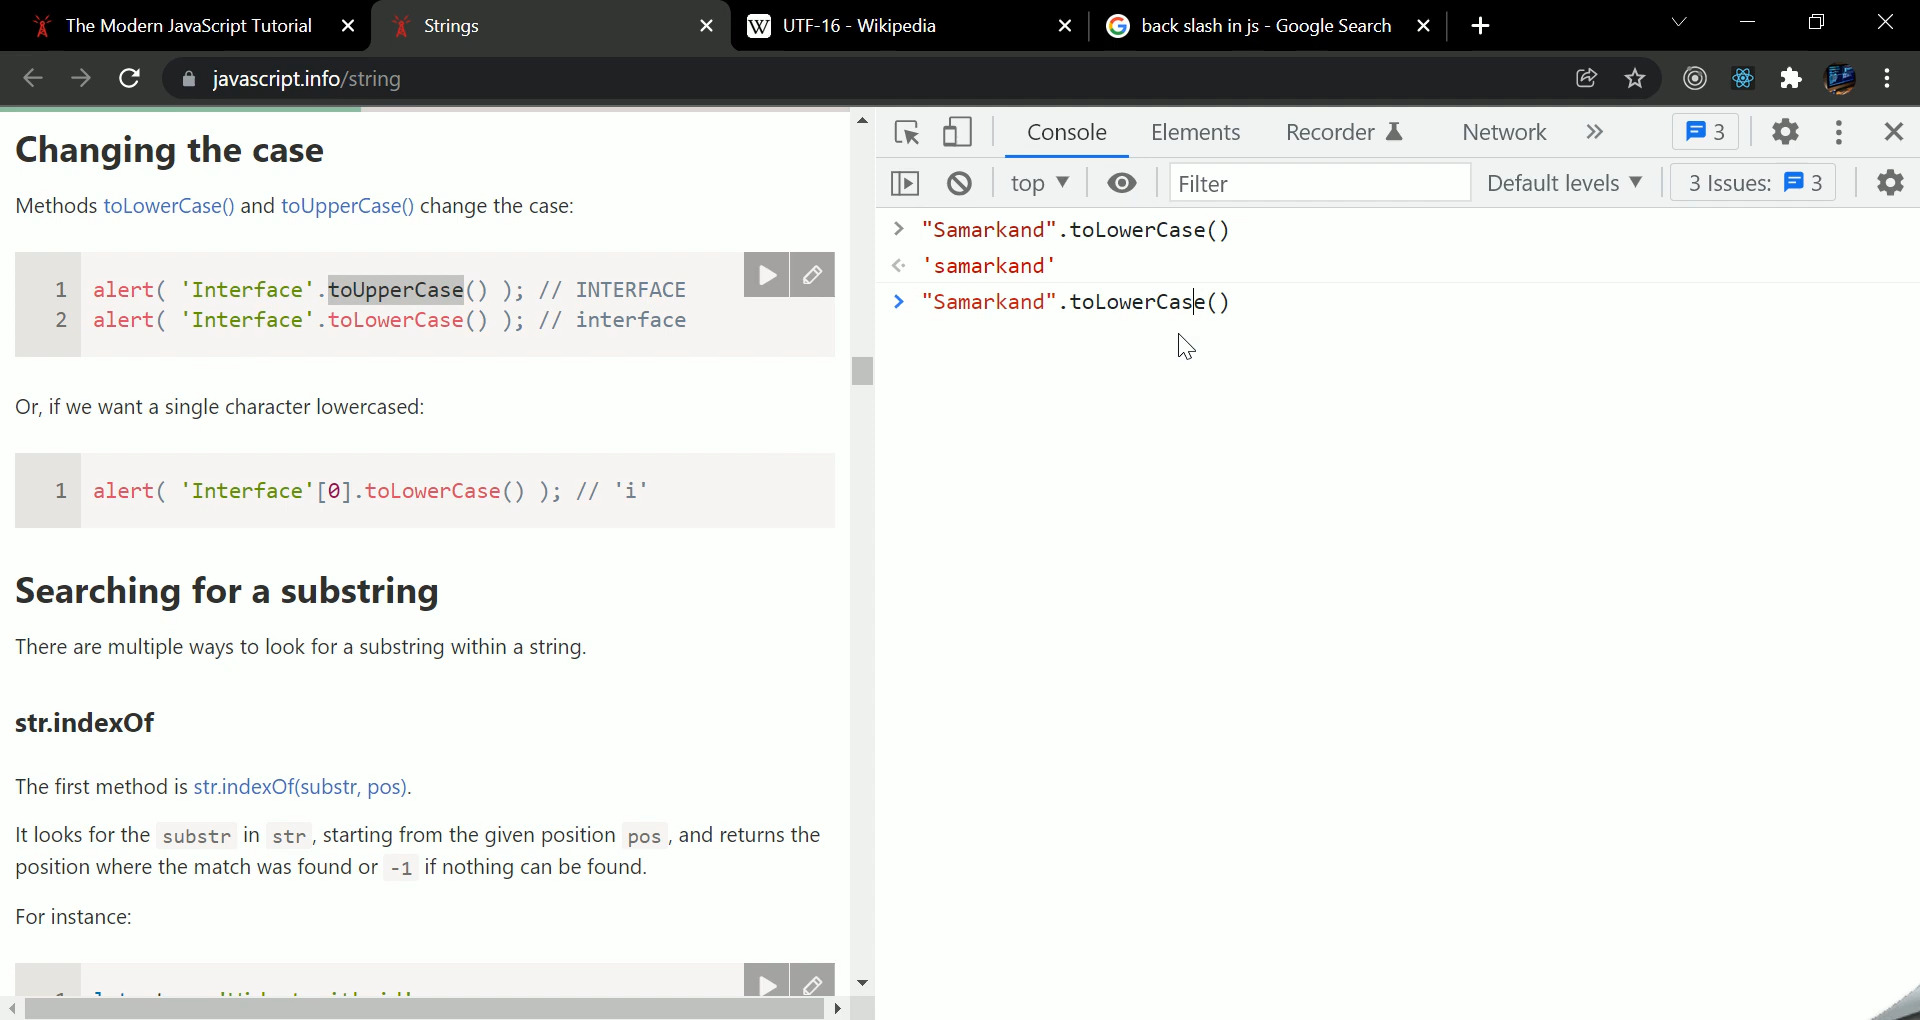 The Modern JavaScript Tutorial
Strings
UTF-16 - Wikipedia
back slash in js - Google Search
javascript.info/string
Changing the case
Methods toLowerCase() and toUpperCase() change the case:
1 alert( 'Interface'.toUpperCase() ); // INTERFACE
2 alert( 'Interface'.toLowerCase() ); // interface
Or, if we want a single character lowercased:
1 alert( 'Interface'[0].toLowerCase() ); // 'i'
Searching for a substring
There are multiple ways to look for a substring within a string.
str.indexOf
The first method is str.indexOf(substr, pos).
It looks for the substr in str, starting from the given position pos, and returns the
position where the match was found or -1 if nothing can be found.
For instance:
Console Elements Recorder Network 3
top Filter Default levels 3 Issues: 3
"Samarkand".toLowerCase()
'samarkand'
"Samarkand".toLowerCase()